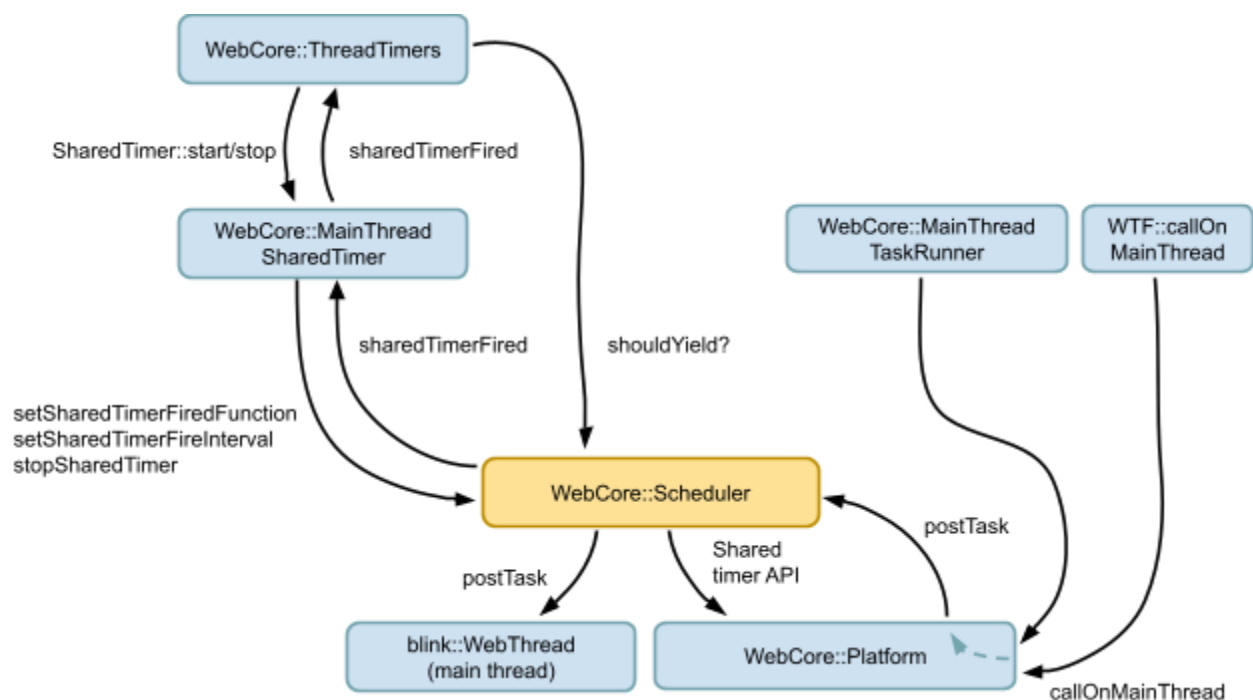 WebCore::ThreadTimers
SharedTimer::start/stop
sharedTimerFired
WebCore::MainThread
SharedTimer
WebCore::MainThread
TaskRunner
WTF::callOn
MainThread
sharedTimerFired
shouldYield?
setSharedTimerFiredFunction
setSharedTimerFireInterval
stopSharedTimer
WebCore::Scheduler
postTask
Shared
timer API
postTask
blink::WebThread
(main thread)
WebCore::Platform
callOnMainThread